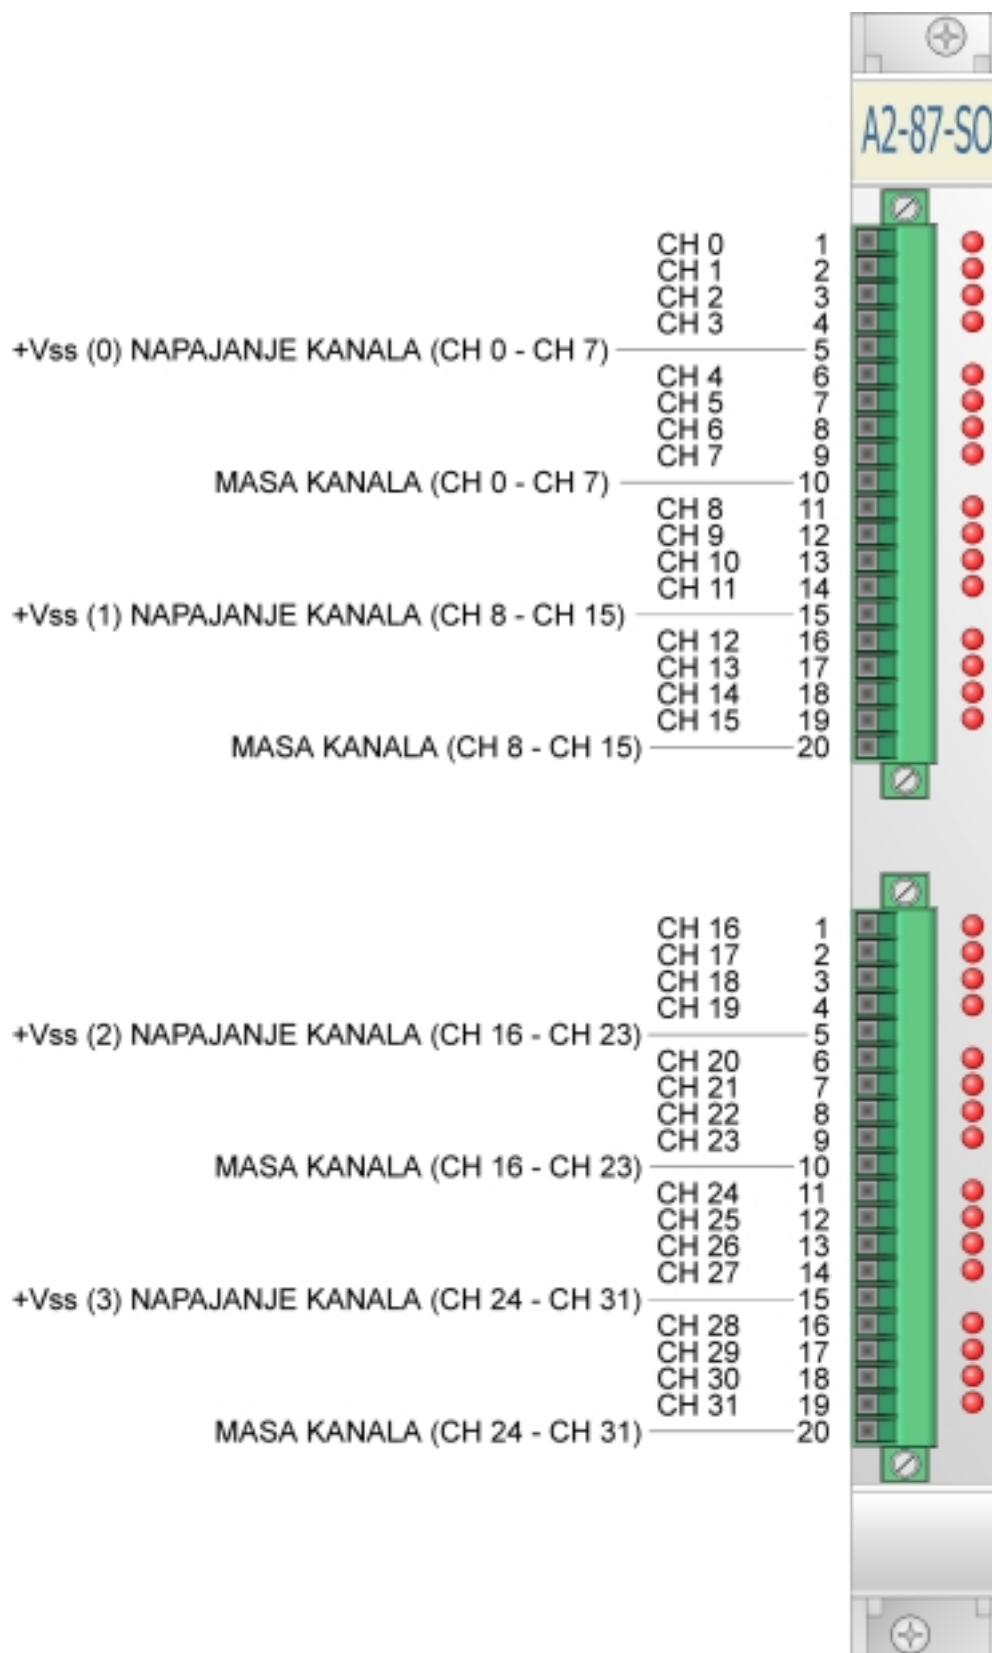 A2-87-SO
CH 0 1
CH 1 2
CH 2 3
CH 3 4
+Vss (0) NAPAJANJE KANALA (CH 0 - CH 7) 5
CH 4 6
CH 5 7
CH 6 8
CH 7 9
MASA KANALA (CH 0 - CH 7) 10
CH 8 11
CH 9 12
CH 10 13
CH 11 14
+Vss (1) NAPAJANJE KANALA (CH 8 - CH 15) 15
CH 12 16
CH 13 17
CH 14 18
CH 15 19
MASA KANALA (CH 8 - CH 15) 20
CH 16 1
CH 17 2
CH 18 3
CH 19 4
+Vss (2) NAPAJANJE KANALA (CH 16 - CH 23) 5
CH 20 6
CH 21 7
CH 22 8
CH 23 9
MASA KANALA (CH 16 - CH 23) 10
CH 24 11
CH 25 12
CH 26 13
CH 27 14
+Vss (3) NAPAJANJE KANALA (CH 24 - CH 31) 15
CH 28 16
CH 29 17
CH 30 18
CH 31 19
MASA KANALA (CH 24 - CH 31) 20